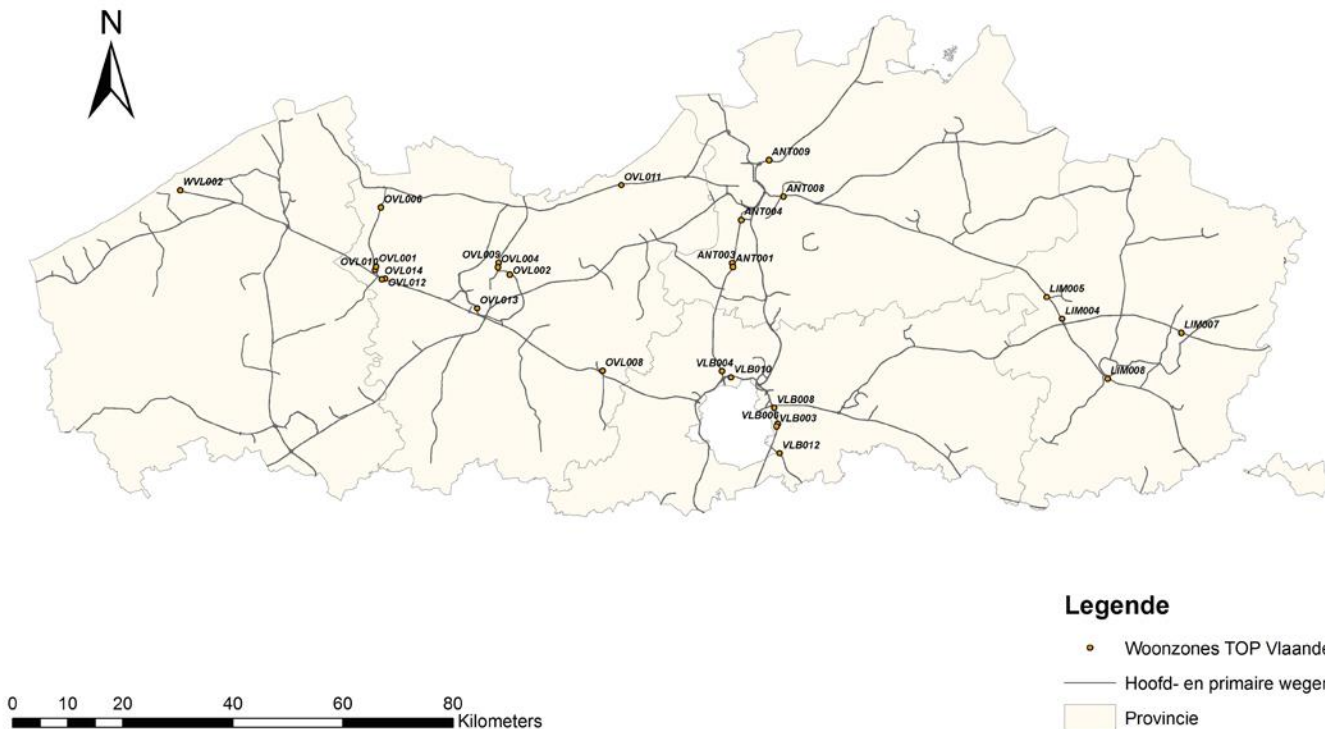 N
ANT009
WVL002
OVL011
ANT008
OVL006
ANT004
OVL009
OVL004
OVL001
OVL010
OVL014
OVL012
OVL002
ANT003
ANT001
OVL013
LIM005
LIM004
LIM007
OVL008
VLB004
VLB010
LIM008
VLB008
VLB003
VLB012
Legende
Woonzones TOP Vlaande
Hoofd- en primaire wegen
Provincie
0 10 20 40 60 80
Kilometers